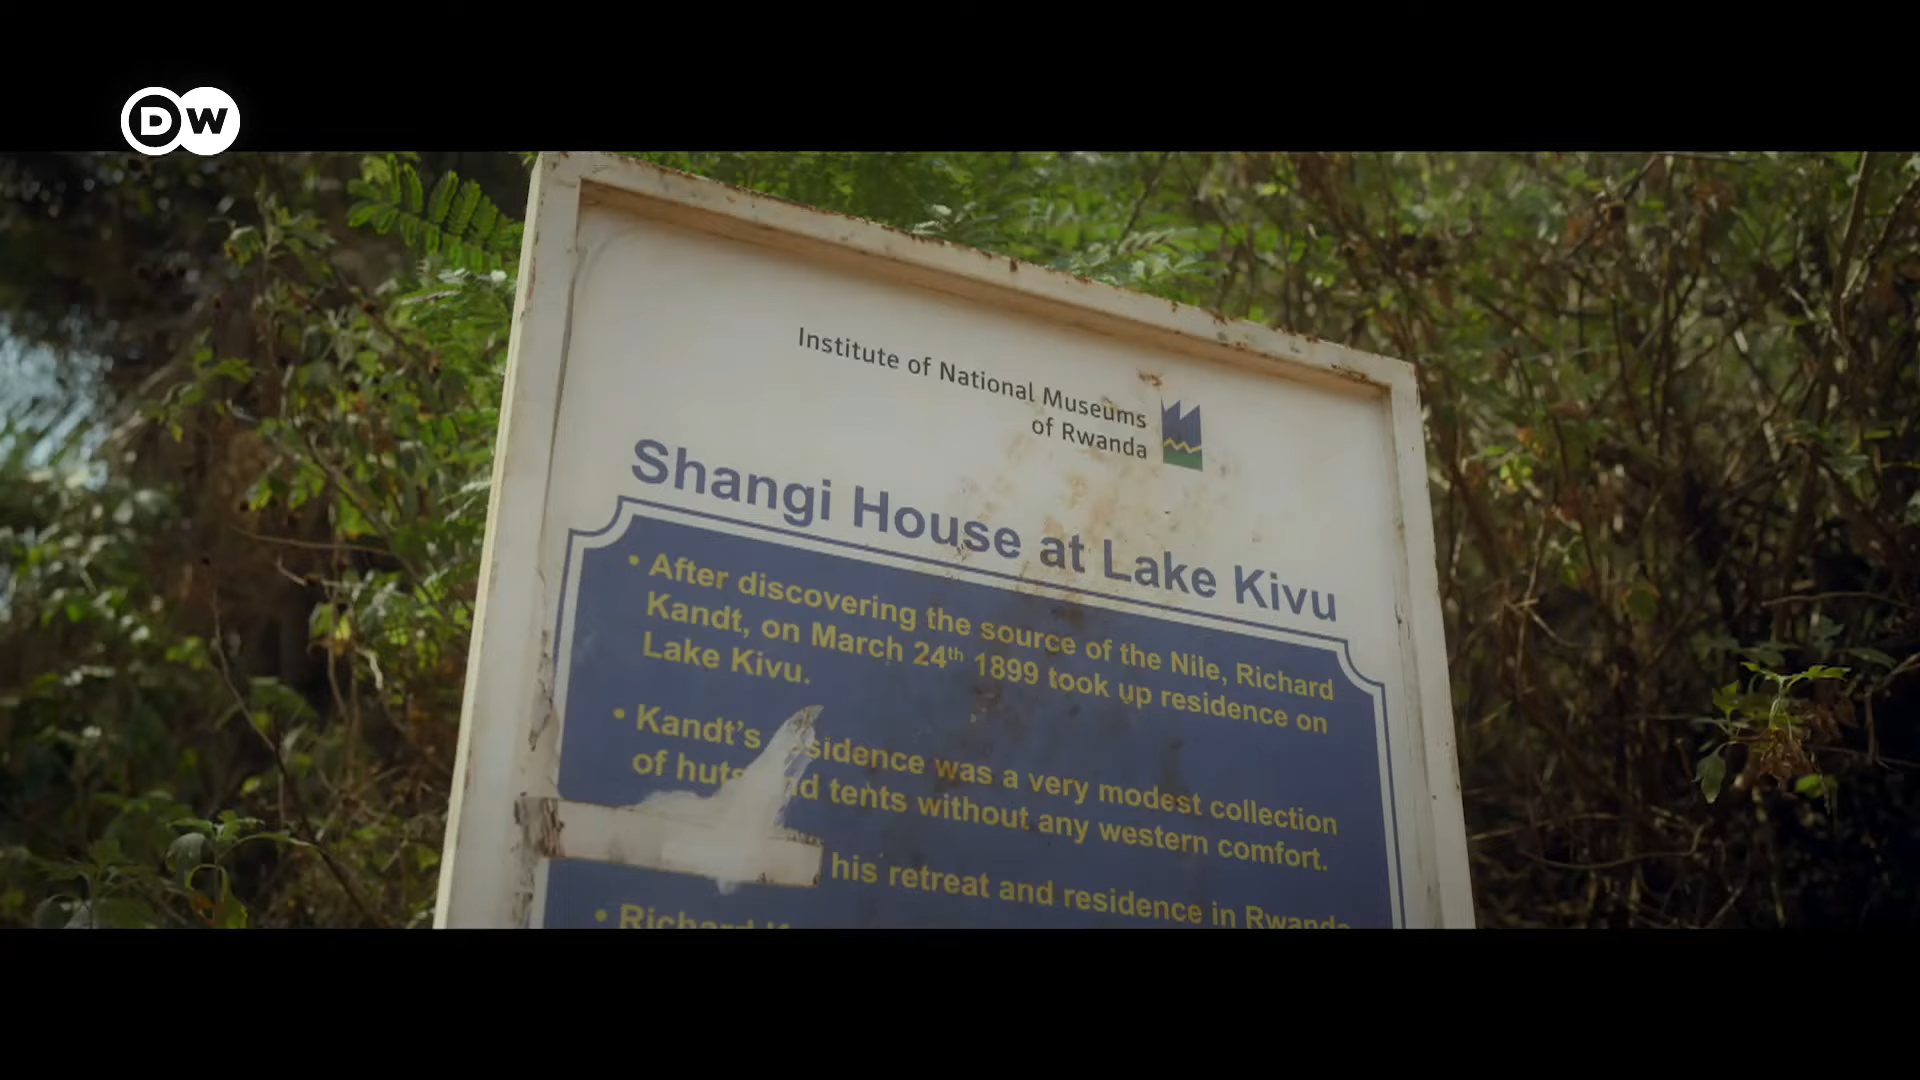 DW
Institute of National Museums
of Rwanda
Shangi House at Lake Kivu
• After discovering the source of the Nile, Richard
Kandt, on March 24th 1899 took up residence on
Lake Kivu.
• Kandt's sidence was a very modest collection
of huts d tents without any western comfort.
his retreat and residence in Rwanda
• Richard